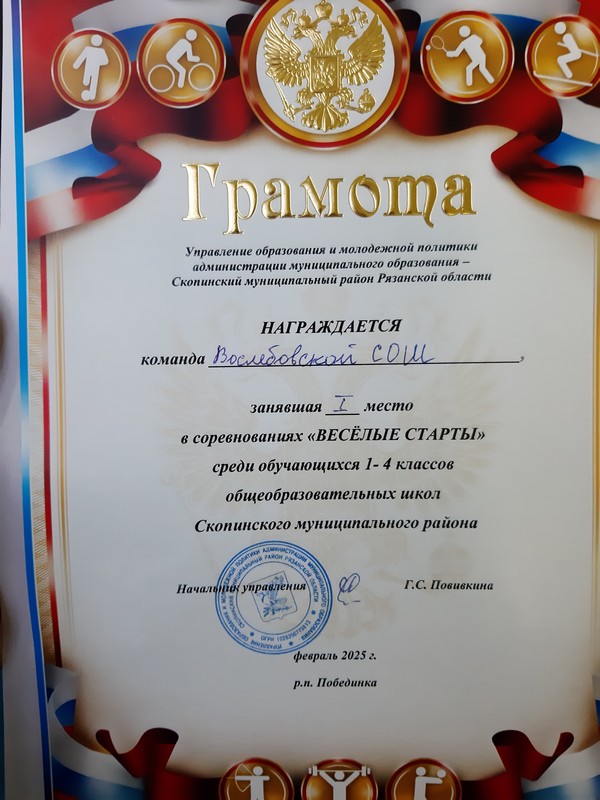 Грамота
Управление образования и молодежной политики
администрации муниципального образования –
Скопинский муниципальный район Рязанской области
НАГРАЖДАЕТСЯ
команда Вослебовской СОШ,
занявшая I место
в соревнованиях «ВЕСЁЛЫЕ СТАРТЫ»
среди обучающихся 1- 4 классов
общеобразовательных школ
Скопинского муниципального района
Начальник управления Г.С. Повивкина
февраль 2025 г.
р.п. Побединка